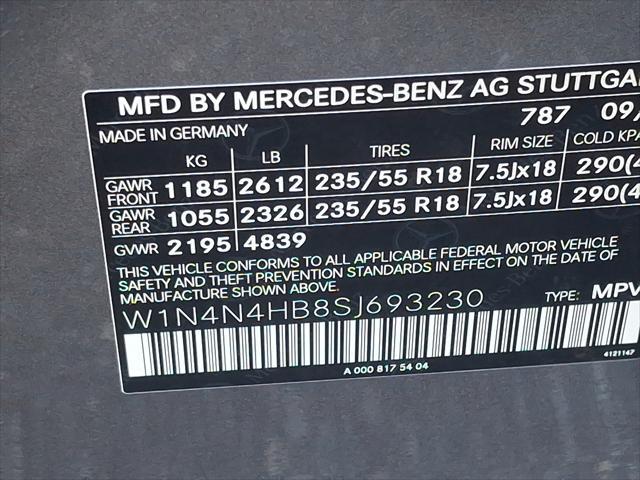 MFD BY MERCEDES-BENZ AG STUTTGA
787 09/
MADE IN GERMANY
KG LB TIRES RIM SIZE COLD KPA
GAWR FRONT 1185 2612 235/55 R18 7.5Jx18 290(4
GAWR REAR 1055 2326 235/55 R18 7.5Jx18 290(4
GVWR 2195 4839
THIS VEHICLE CONFORMS TO ALL APPLICABLE FEDERAL MOTOR VEHICLE
SAFETY AND THEFT PREVENTION STANDARDS IN EFFECT ON THE DATE OF
MANUFACTURE SHOWN ABOVE.
W1N4N4HB8SJ693230 TYPE: MPV
4121147
A 000 817 54 04